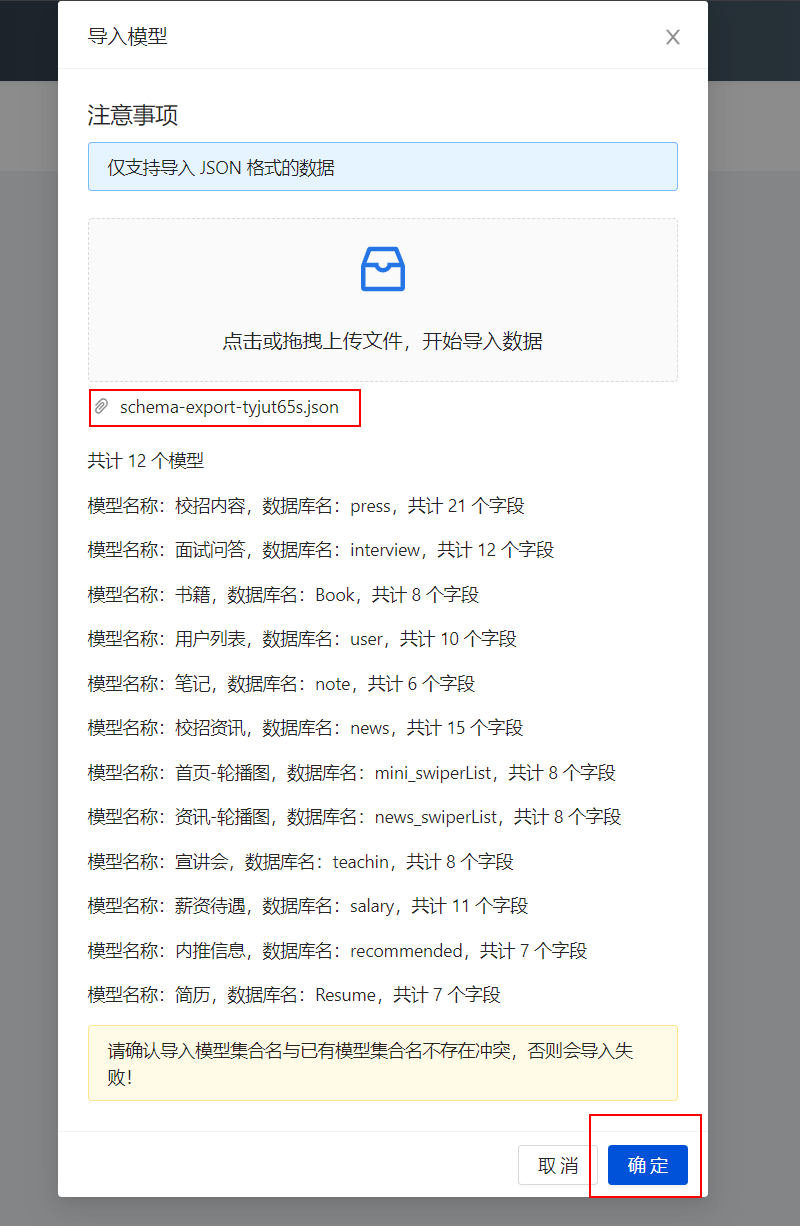 导入模型
注意事项
仅支持导入 JSON 格式的数据
点击或拖拽上传文件，开始导入数据
schema-export-tyjut65s.json
共计 12 个模型
模型名称：校招内容，数据库名：press，共计 21 个字段
模型名称：面试问答，数据库名：interview，共计 12 个字段
模型名称：书籍，数据库名：Book，共计 8 个字段
模型名称：用户列表，数据库名：user，共计 10 个字段
模型名称：笔记，数据库名：note，共计 6 个字段
模型名称：校招资讯，数据库名：news，共计 15 个字段
模型名称：首页-轮播图，数据库名：mini_swiperList，共计 8 个字段
模型名称：资讯-轮播图，数据库名：news_swiperList，共计 8 个字段
模型名称：宣讲会，数据库名：teachin，共计 8 个字段
模型名称：薪资待遇，数据库名：salary，共计 11 个字段
模型名称：内推信息，数据库名：recommended，共计 7 个字段
模型名称：简历，数据库名：Resume，共计 7 个字段
请确认导入模型集合名与已有模型集合名不存在冲突，否则会导入失
败！
取 消 确 定